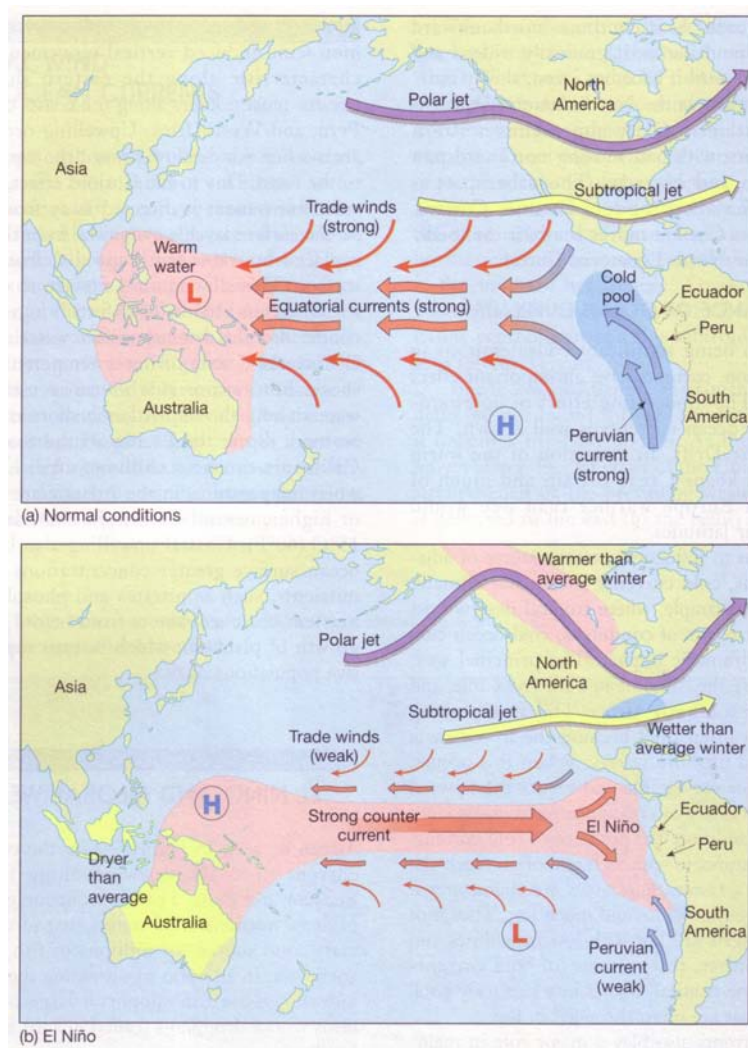 Polar jet
North
America
Asia
Subtropical jet
Trade winds
(strong)
Warm
water
L
Cold
pool
Ecuador
Equatorial currents (strong)
Peru
Australia
H
South
America
Peruvian
current
(strong)
(a) Normal conditions
Warmer than
average winter
Polar jet
Asia
North
America
Subtropical jet
Trade winds
(weak)
Wetter than
average winter
H
Strong counter
current
El Niño
Ecuador
Peru
Dryer
than
average
Australia
L
South
America
Peruvian
current
(weak)
(b) El Niño